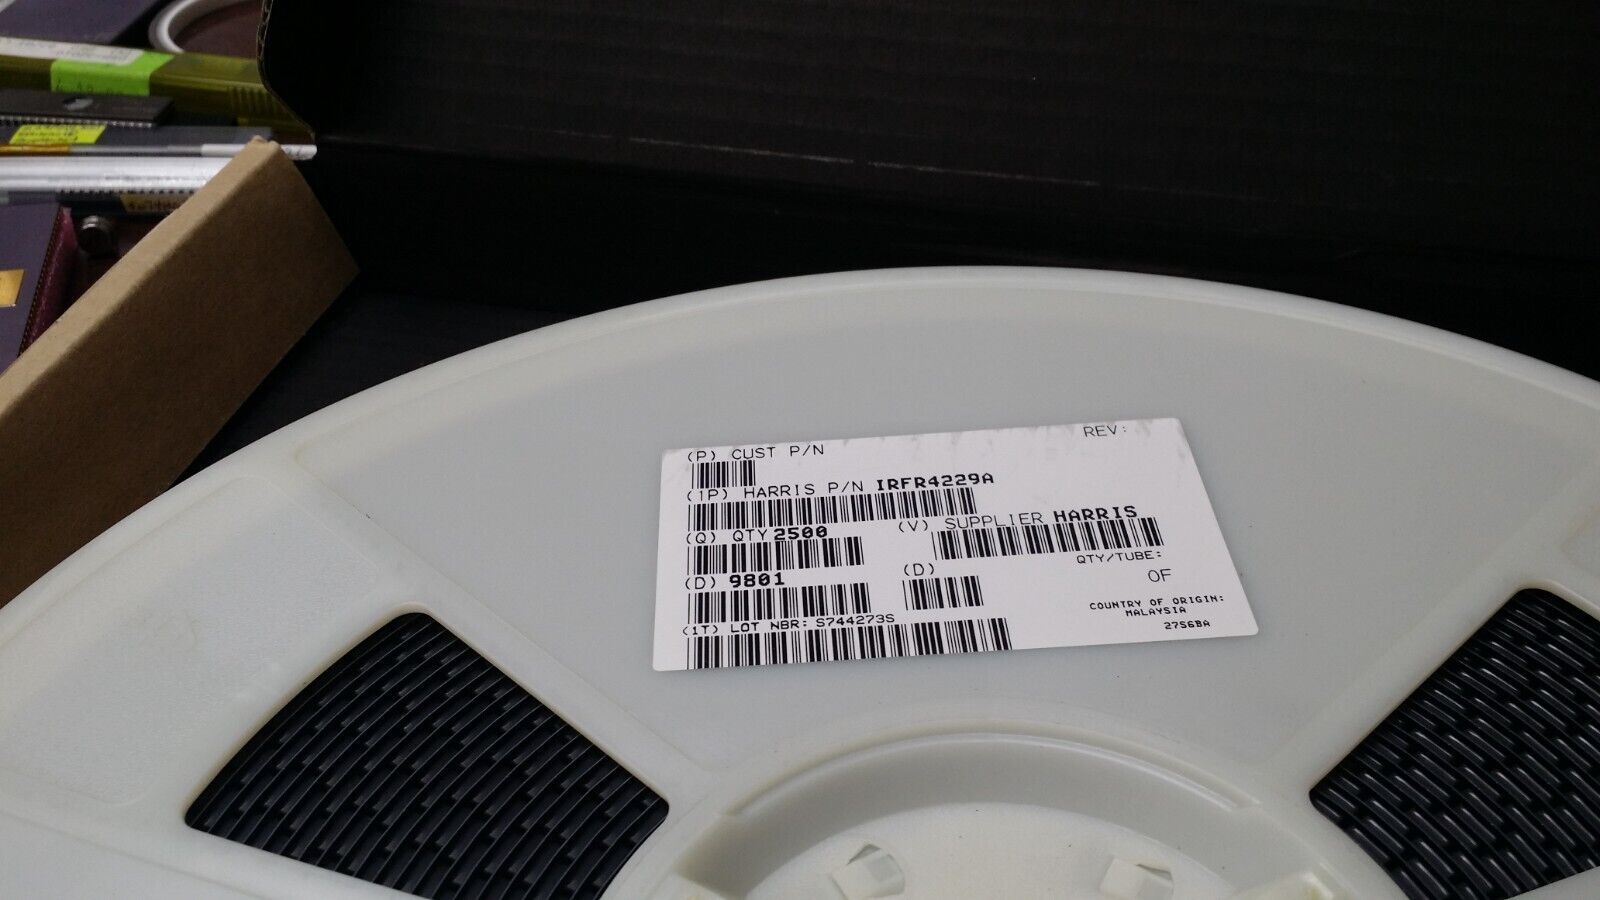 REV:
(P) CUST P/N
(1P) HARRIS P/N IRFR4229A
(Q) QTY 2500
(V) SUPPLIER HARRIS
QTY/TUBE:
(D) 9801
(D)
OF
COUNTRY OF ORIGIN:
MALAYSIA
(1T) LOT NBR: S744273S
27S6BA